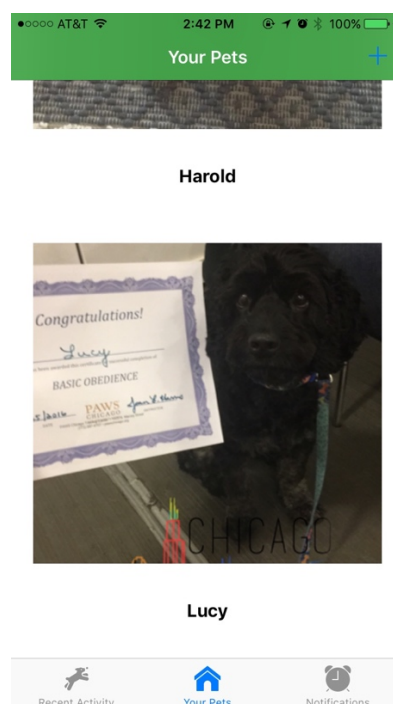 AT&T 2:42 PM 100%
Your Pets +
Harold
Congratulations!
Lucy
BASIC OBEDIENCE
PAWS
CHICAGO
DATE
CHICAGO
Lucy
Recent Activity Your Pets Notifications